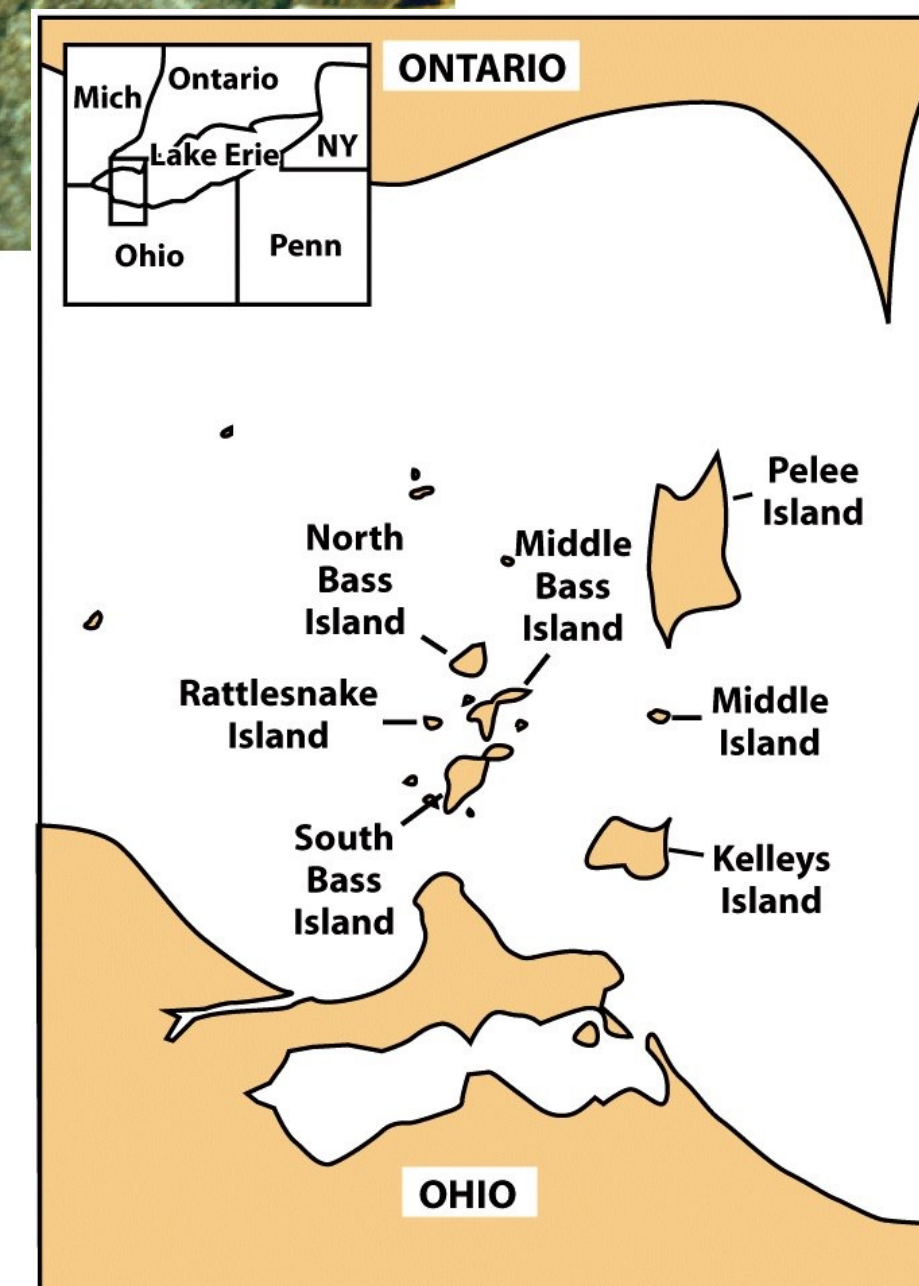 ONTARIO
Mich
Ontario
Lake Erie
NY
Ohio
Penn
Pelee
Island
North
Bass
Island
Middle
Bass
Island
Rattlesnake
Island
Middle
Island
South
Bass
Island
Kelleys
Island
OHIO